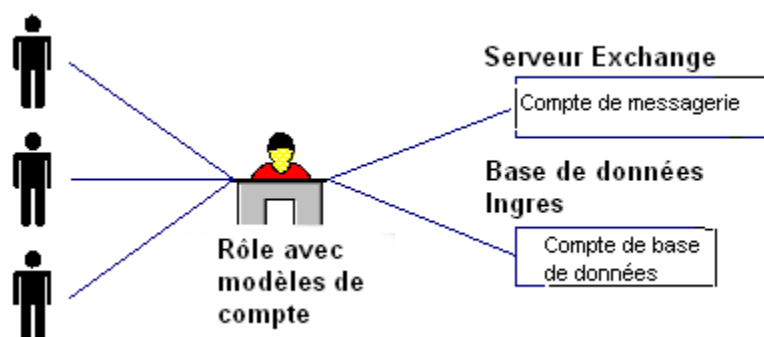 Serveur Exchange
Compte de messagerie
Base de données
Ingres
Compte de base
de données
Rôle avec
modèles de
compte